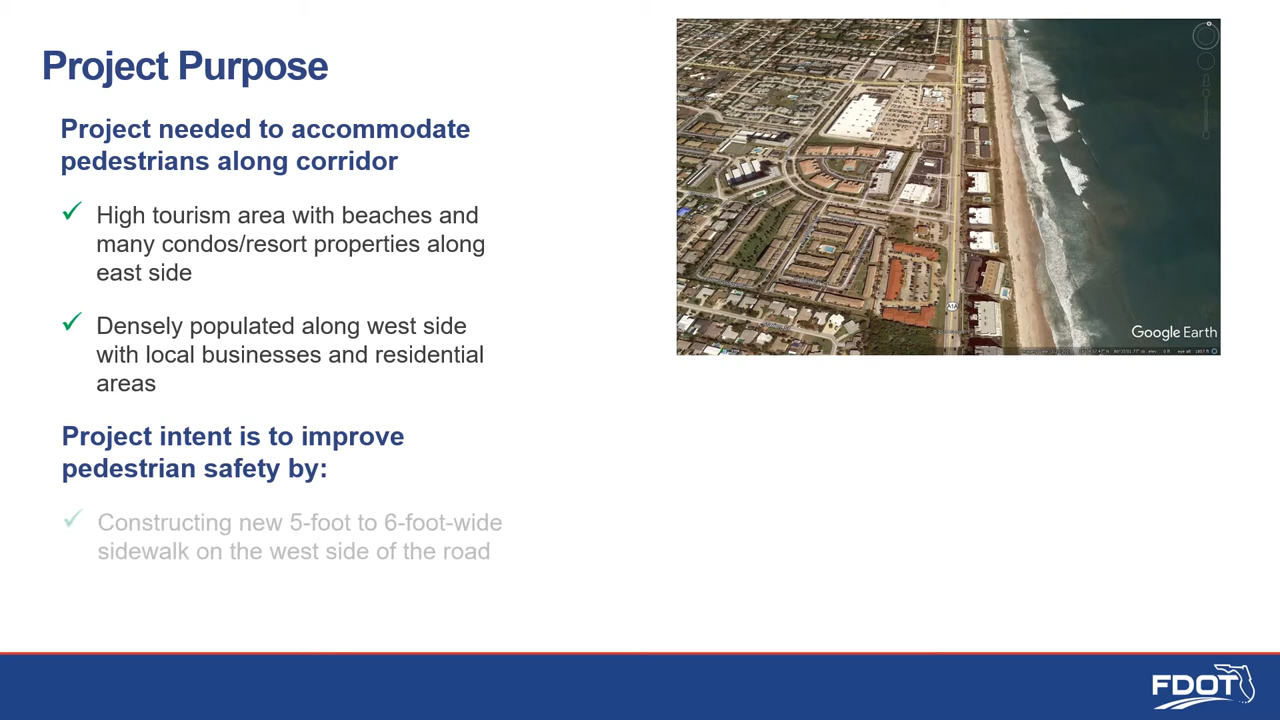 Project Purpose
Project needed to accommodate
pedestrians along corridor
High tourism area with beaches and
many condos/resort properties along
east side
Densely populated along west side
with local businesses and residential
areas
Project intent is to improve
pedestrian safety by:
Constructing new 5-foot to 6-foot-wide
sidewalk on the west side of the road
A1A
Google Earth
FDOT